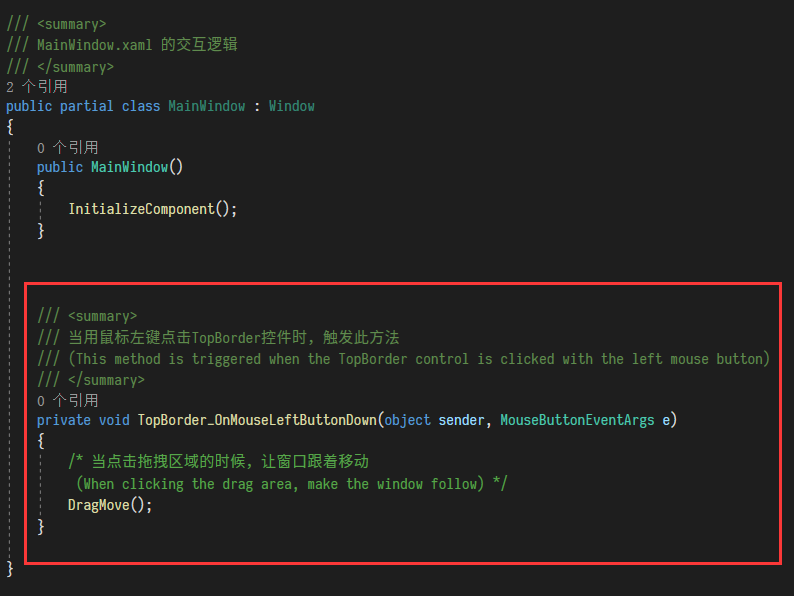 /// <summary>
/// MainWindow.xaml 的交互逻辑
/// </summary>
2 个引用
public partial class MainWindow : Window
{
0 个引用
public MainWindow()
{
InitializeComponent();
}
/// <summary>
/// 当用鼠标左键点击TopBorder控件时，触发此方法
/// (This method is triggered when the TopBorder control is clicked with the left mouse button)
/// </summary>
0 个引用
private void TopBorder_OnMouseLeftButtonDown(object sender, MouseButtonEventArgs e)
{
/* 当点击拖拽区域的时候，让窗口跟着移动
(When clicking the drag area, make the window follow) */
DragMove();
}
}